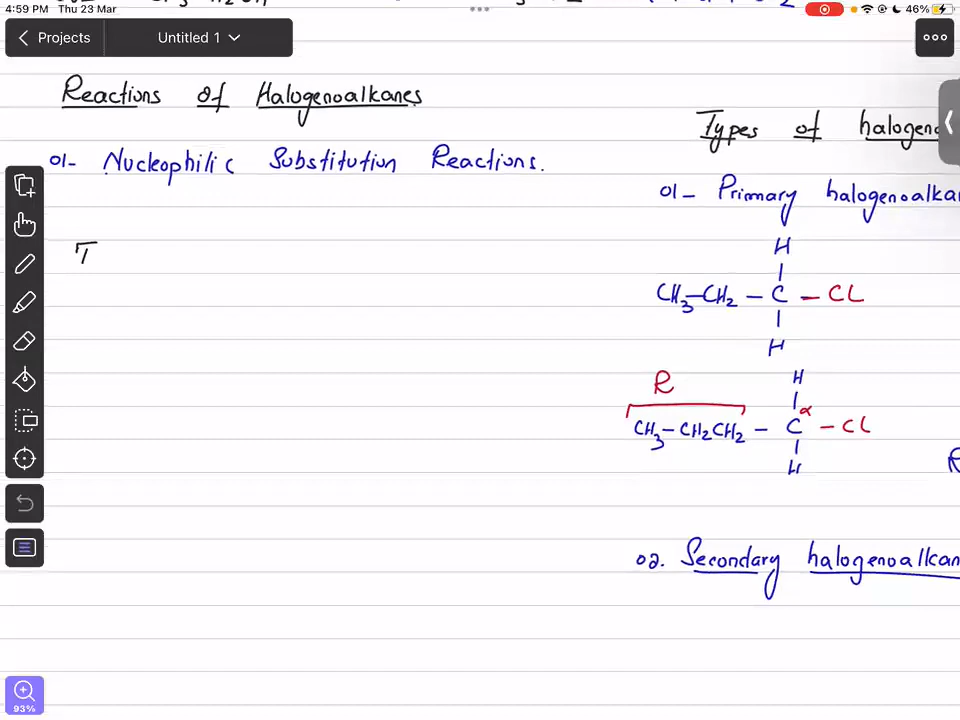 4:59 PM Thu 23 Mar
46%
Projects
Untitled 1
Reactions of Halogenoalkanes
01- Nucleophilic Substitution Reactions.
T
Types of halogeno
01- Primary halogenoalka
H
CH3-CH2-C-CL
H
R
H
α
CH3-CH2CH2-C-CL
H
02. Secondary halogenoalkan
93%